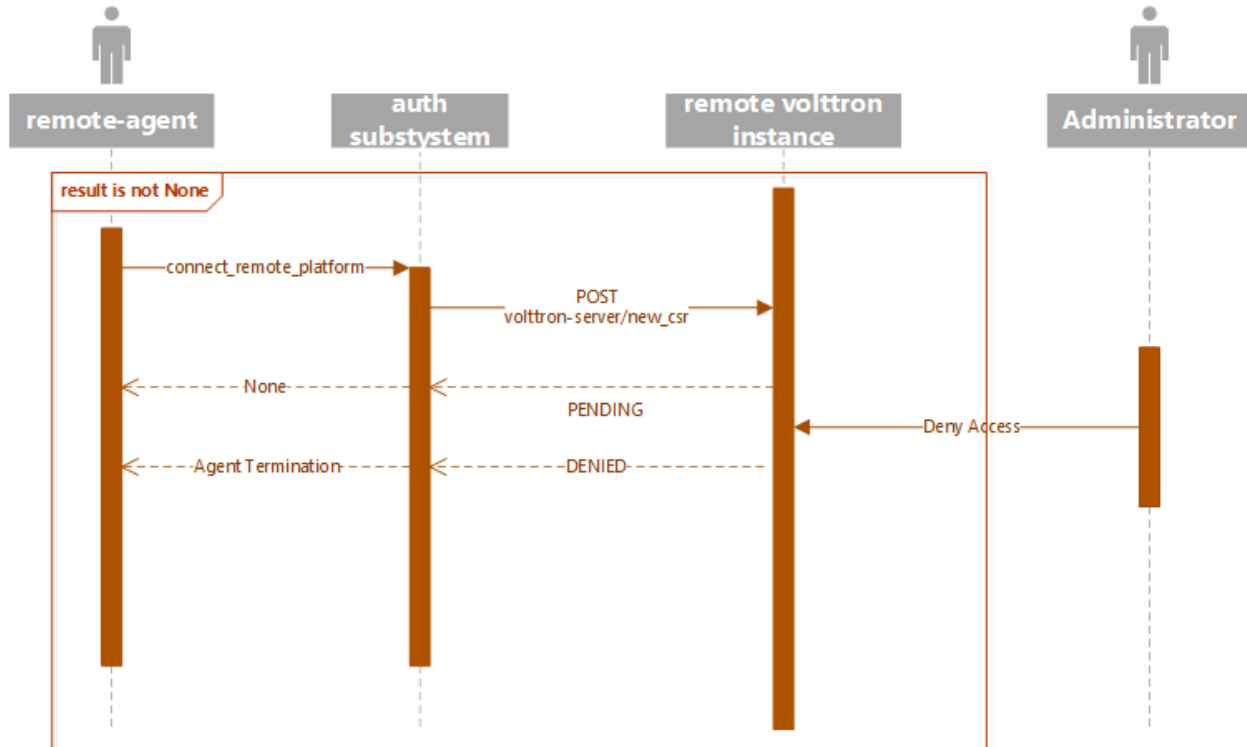 remote-agent
auth
substystem
remote volttron
instance
Administrator
result is not None
connect_remote_platform
POST
volttron-server/new_csr
None
PENDING
Deny Access
Agent Termination
DENIED